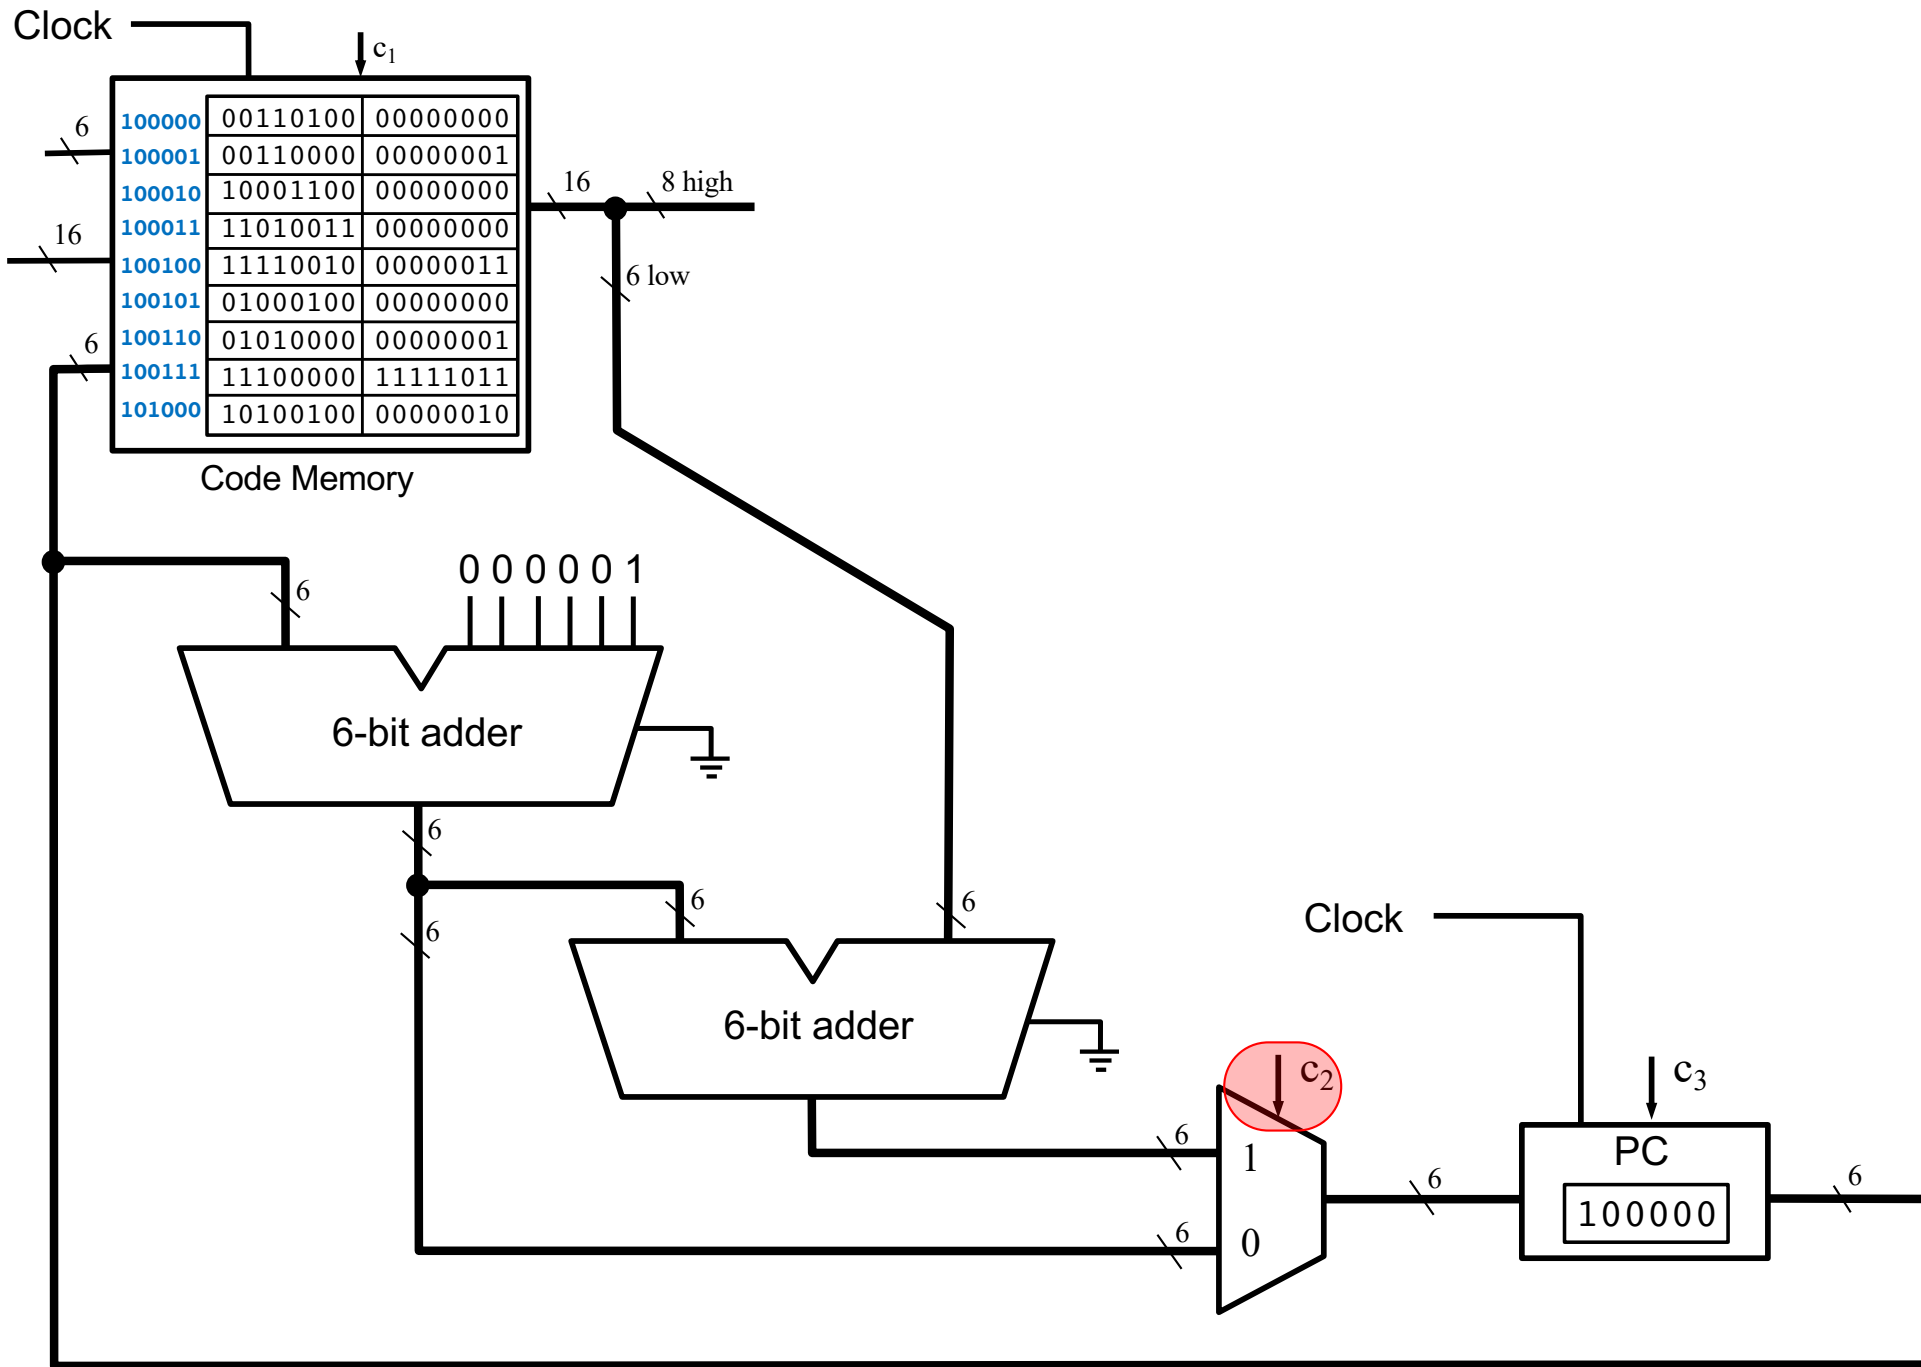 Clock
c1
6
100000 00110100 00000000
100001 00110000 00000001
100010 10001100 00000000
16
8 high
100011 11010011 00000000
16
100100 11110010 00000011
6 low
100101 01000100 00000000
100110 01010000 00000001
6
100111 11100000 11111011
101000 10100100 00000010
Code Memory
0 0 0 0 0 1
6
6-bit adder
6
6
6
6
Clock
6-bit adder
c2
c3
6
1
PC
6
6
6
0
100000